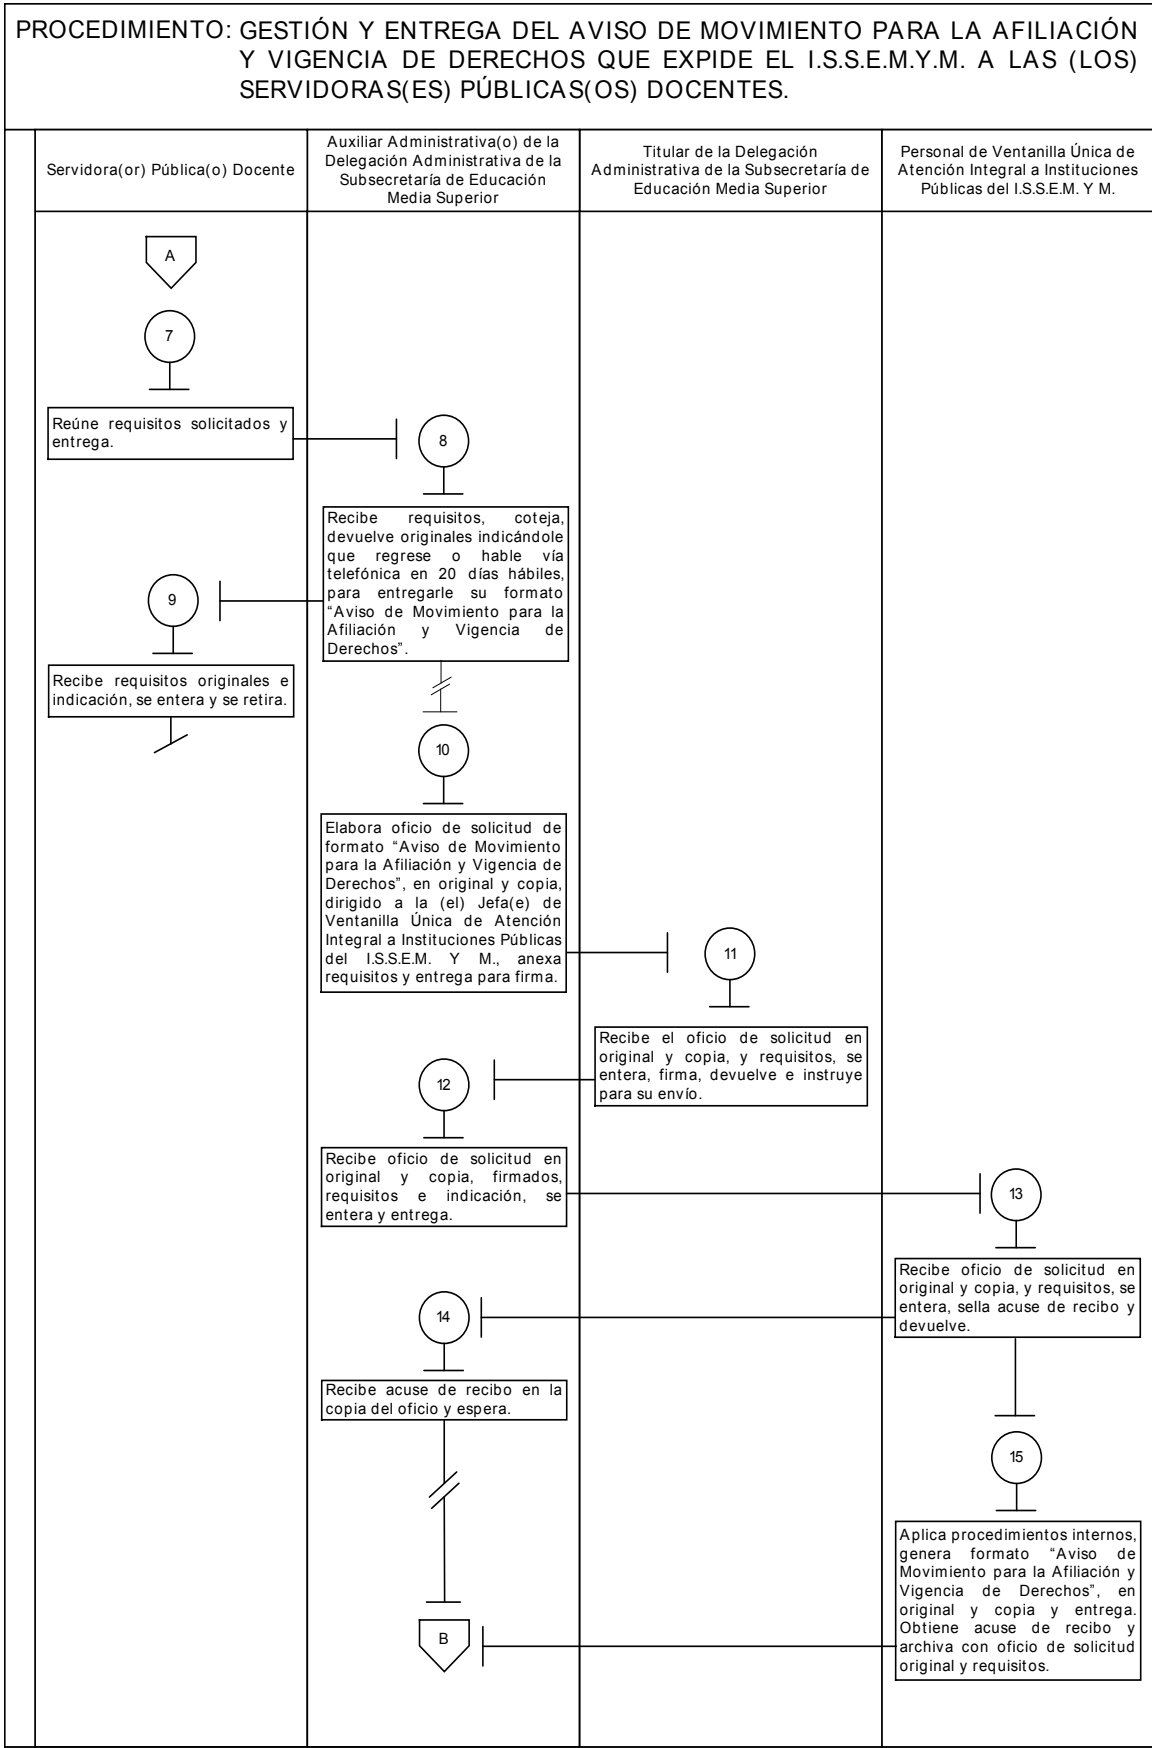 PROCEDIMIENTO: GESTIÓN Y ENTREGA DEL AVISO DE MOVIMIENTO PARA LA AFILIACIÓN
Y VIGENCIA DE DERECHOS QUE EXPIDE EL I.S.S.E.M.Y.M. A LAS (LOS)
SERVIDORAS(ES) PÚBLICAS(OS) DOCENTES.
Servidora(or) Pública(o) Docente
Auxiliar Administrativa(o) de la
Delegación Administrativa de la
Subsecretaría de Educación
Media Superior
Titular de la Delegación
Administrativa de la Subsecretaría de
Educación Media Superior
Personal de Ventanilla Única de
Atención Integral a Instituciones
Públicas del I.S.S.E.M. Y M.
A
7
Reúne requisitos solicitados y
entrega.
8
Recibe requisitos, coteja,
devuelve originales indicándole
que regrese o hable vía
telefónica en 20 días hábiles,
para entregarle su formato
“Aviso de Movimiento para la
Afiliación y Vigencia de
Derechos”.
9
Recibe requisitos originales e
indicación, se entera y se retira.
10
Elabora oficio de solicitud de
formato “Aviso de Movimiento
para la Afiliación y Vigencia de
Derechos”, en original y copia,
dirigido a la (el) Jefa(e) de
Ventanilla Única de Atención
Integral a Instituciones Públicas
del I.S.S.E.M. Y M., anexa
requisitos y entrega para firma.
11
Recibe el oficio de solicitud en
original y copia, y requisitos, se
entera, firma, devuelve e instruye
para su envío.
12
Recibe oficio de solicitud en
original y copia, firmados,
requisitos e indicación, se
entera y entrega.
13
Recibe oficio de solicitud en
original y copia, y requisitos, se
entera, sella acuse de recibo y
devuelve.
14
Recibe acuse de recibo en la
copia del oficio y espera.
15
Aplica procedimientos internos,
genera formato “Aviso de
Movimiento para la Afiliación y
Vigencia de Derechos”, en
original y copia y entrega.
Obtiene acuse de recibo y
archiva con oficio de solicitud
original y requisitos.
B